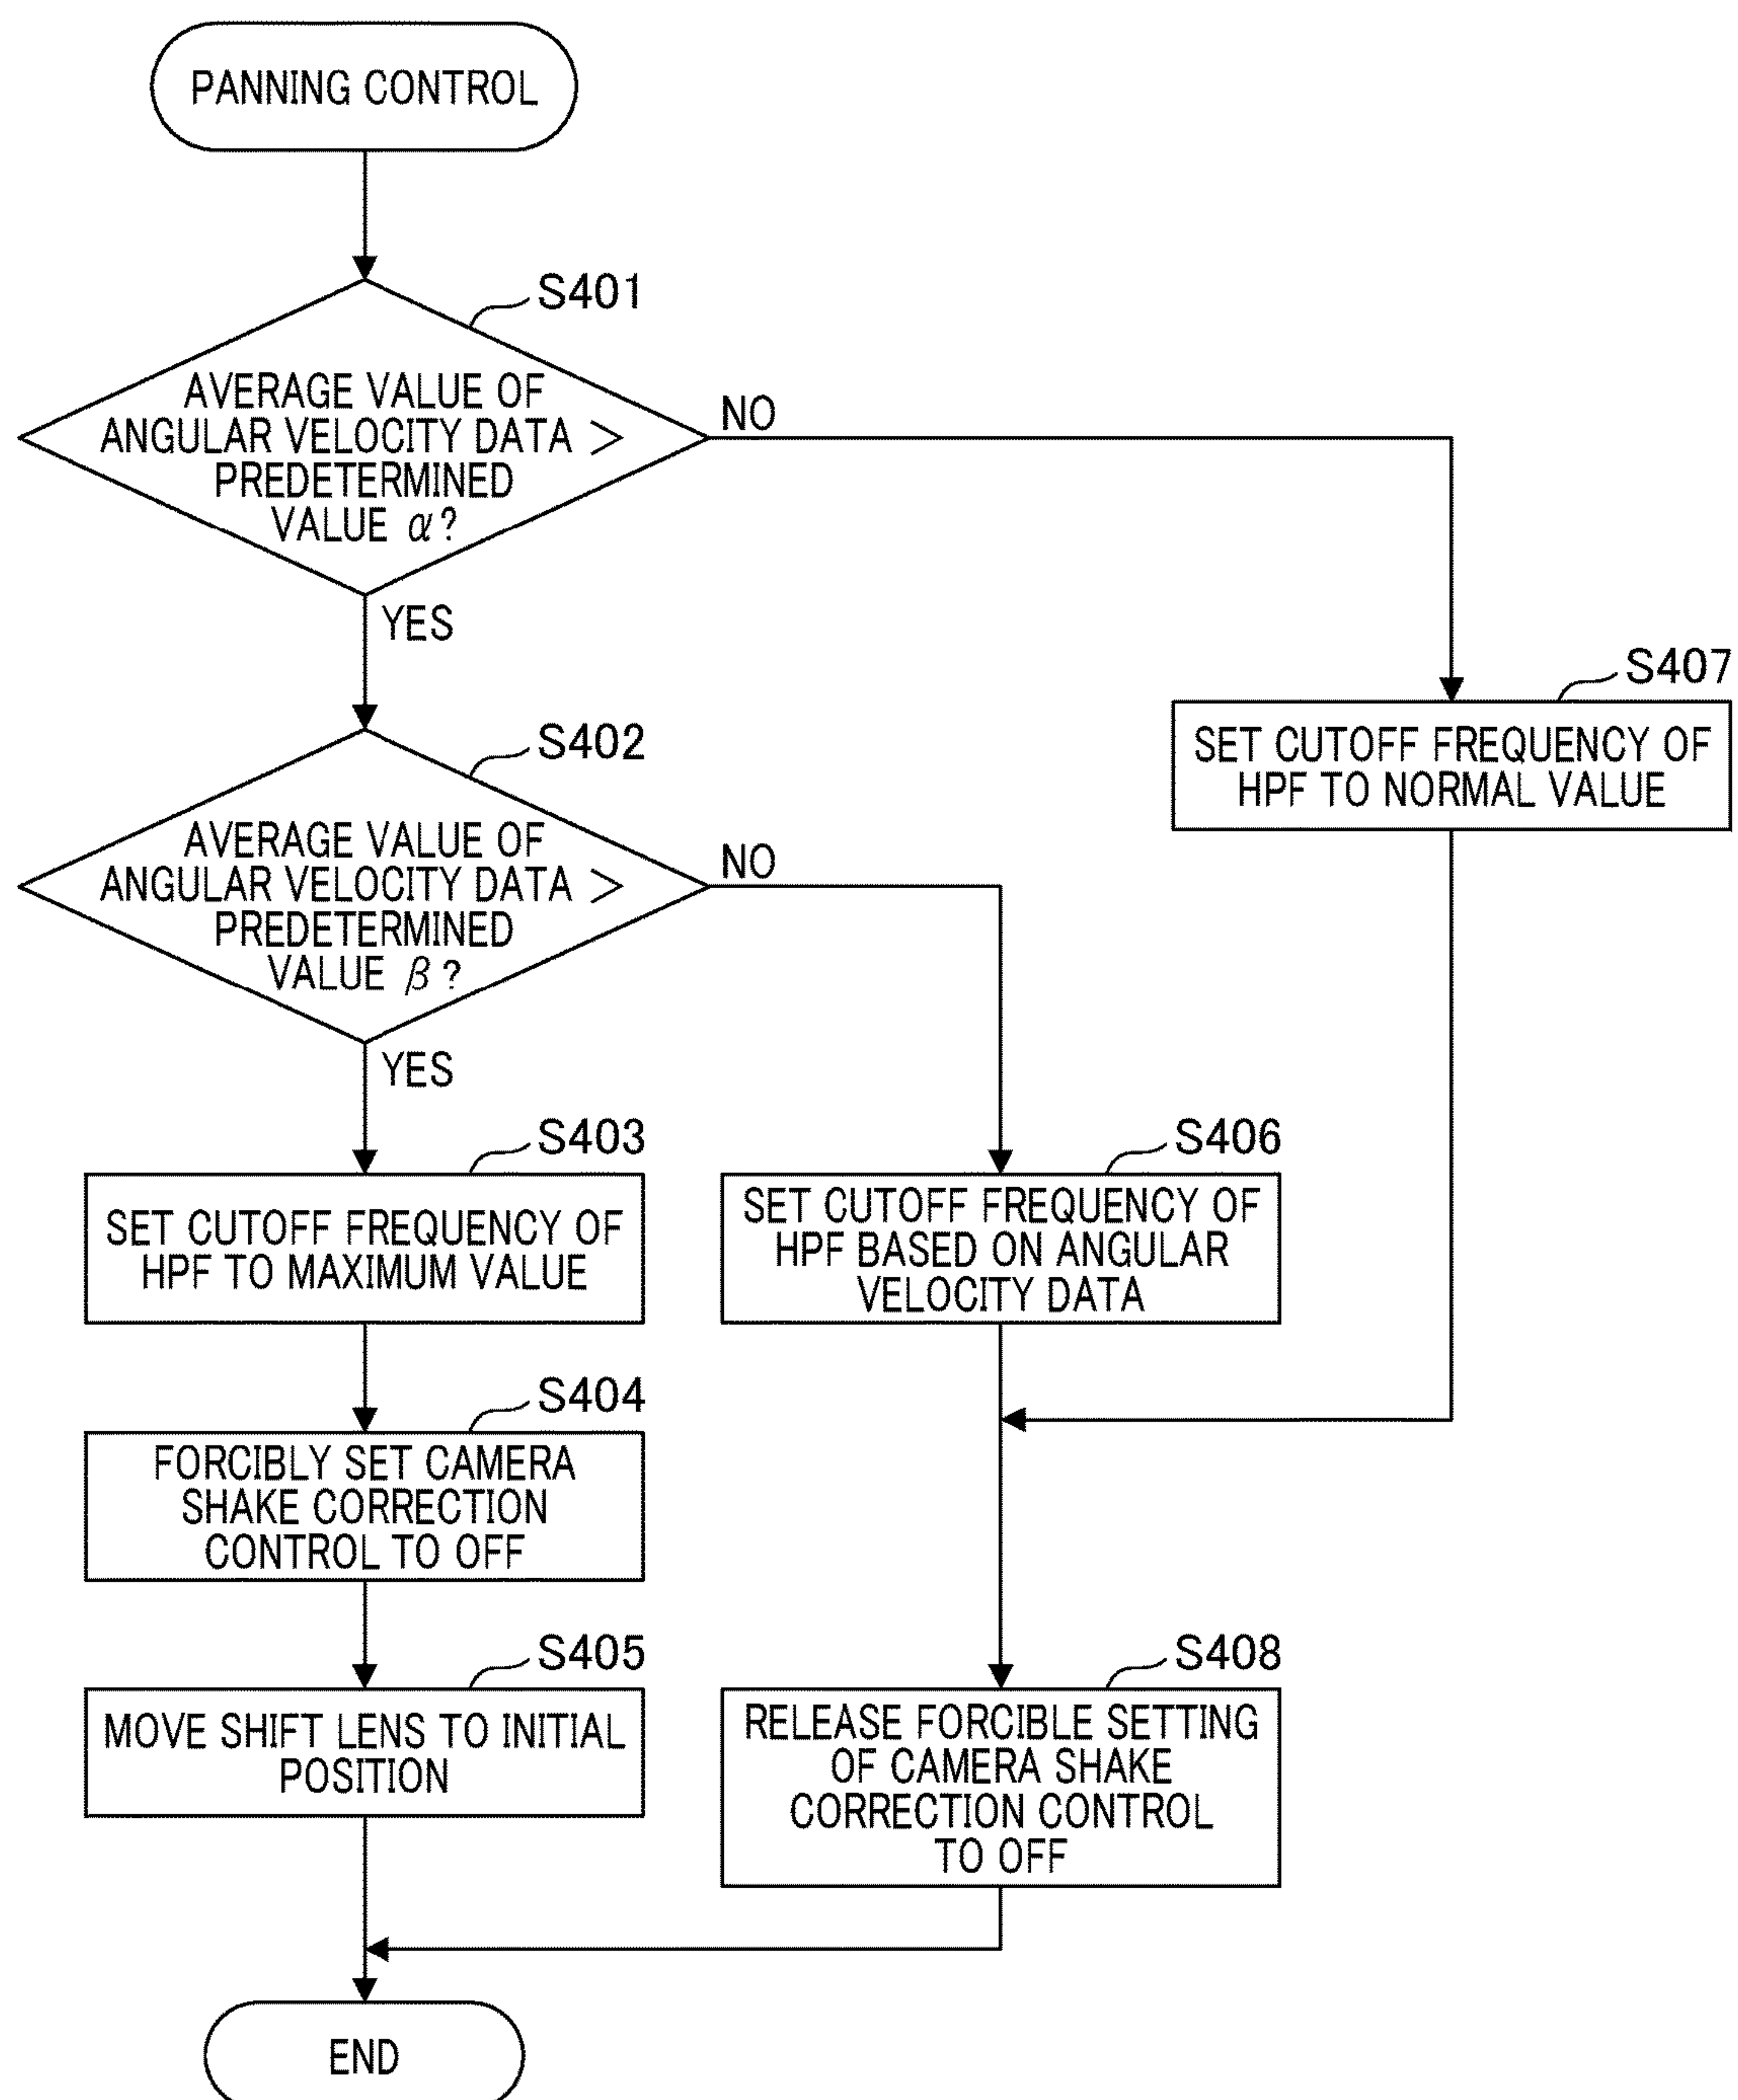 PANNING CONTROL
S401
AVERAGE VALUE OF
ANGULAR VELOCITY DATA >
PREDETERMINED
VALUE α?
NO
YES
S407
SET CUTOFF FREQUENCY OF
HPF TO NORMAL VALUE
S402
AVERAGE VALUE OF
ANGULAR VELOCITY DATA >
PREDETERMINED
VALUE β?
NO
YES
S403
SET CUTOFF FREQUENCY OF
HPF TO MAXIMUM VALUE
S406
SET CUTOFF FREQUENCY OF
HPF BASED ON ANGULAR
VELOCITY DATA
S404
FORCIBLY SET CAMERA
SHAKE CORRECTION
CONTROL TO OFF
S405
MOVE SHIFT LENS TO INITIAL
POSITION
S408
RELEASE FORCIBLE SETTING
OF CAMERA SHAKE
CORRECTION CONTROL
TO OFF
END